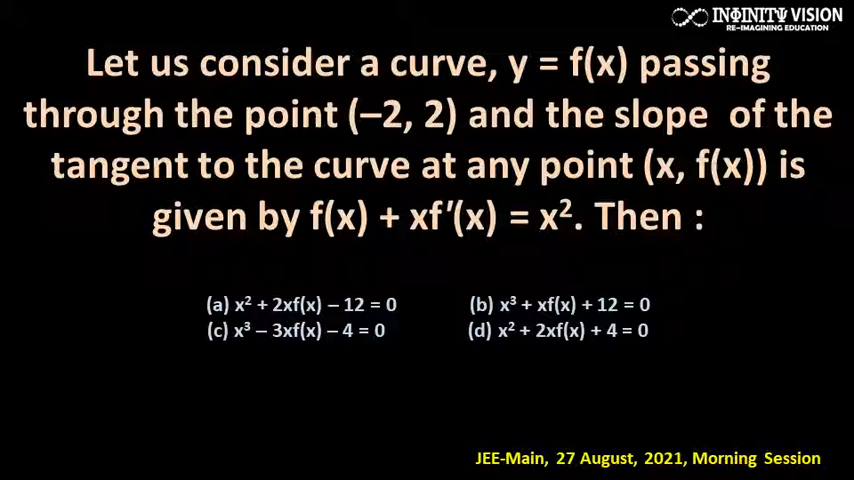 INΦINITΨ VISION
RE-IMAGINING EDUCATION
Let us consider a curve, y = f(x) passing
through the point (–2, 2) and the slope of the
tangent to the curve at any point (x, f(x)) is
given by f(x) + xf'(x) = x². Then :
(a) x² + 2xf(x) – 12 = 0 (b) x³ + xf(x) + 12 = 0
(c) x³ – 3xf(x) – 4 = 0 (d) x² + 2xf(x) + 4 = 0
JEE-Main, 27 August, 2021, Morning Session